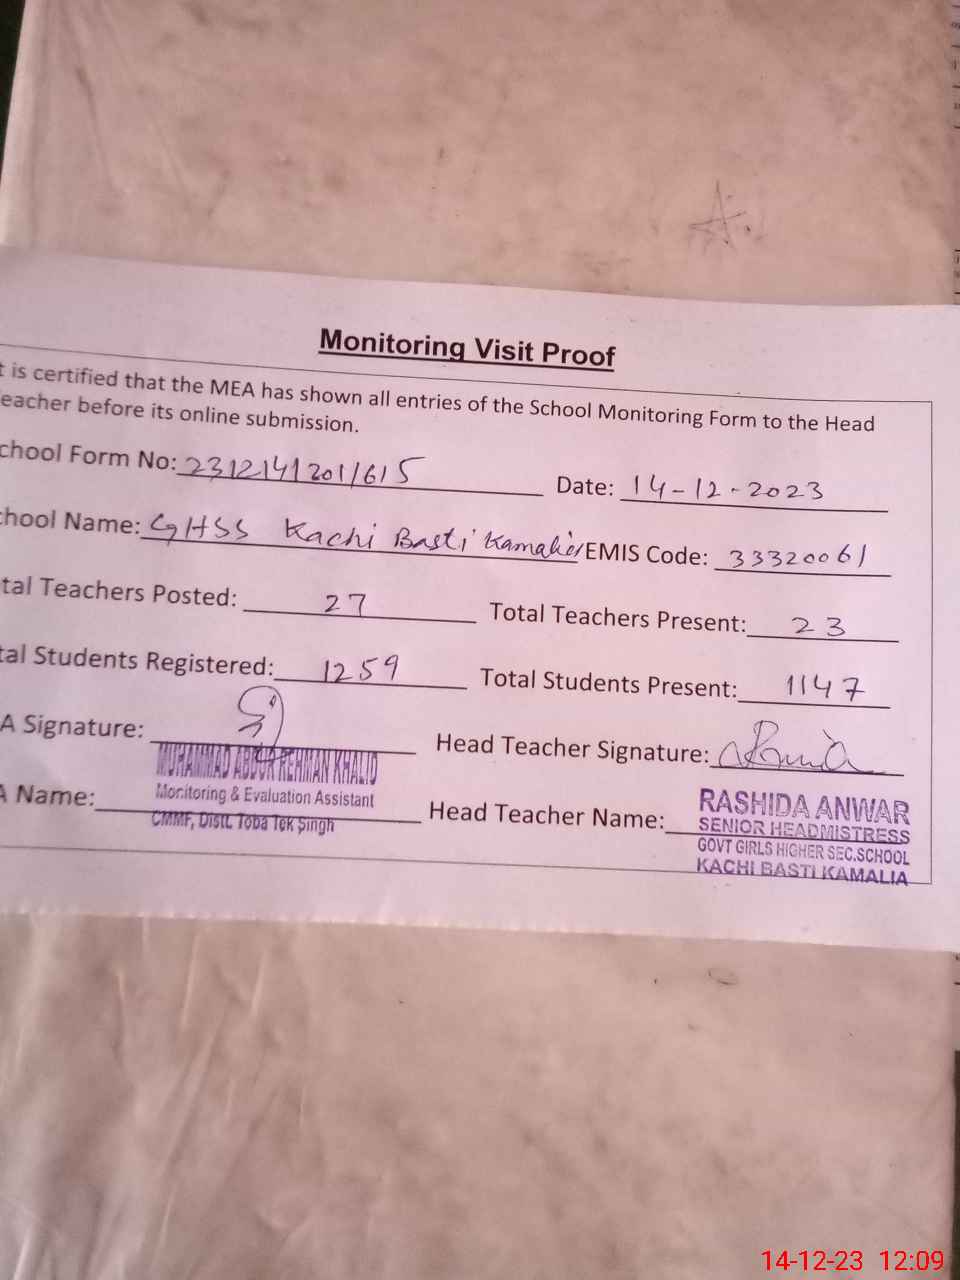 Monitoring Visit Proof
t is certified that the MEA has shown all entries of the School Monitoring Form to the Head
eacher before its online submission.
chool Form No: 2312141201/615 Date: 14-12-2023
chool Name: GHSS Kachi Basti Kamalia EMIS Code: 33320061
tal Teachers Posted: 27 Total Teachers Present: 23
tal Students Registered: 1259 Total Students Present: 1147
A Signature: Head Teacher Signature:
MUHAMMAD ABDUR REHMAN KHALID
Monitoring & Evaluation Assistant
CMMF, Distt. Toba Tek Singh
A Name: Head Teacher Name:
RASHIDA ANWAR
SENIOR HEADMISTRESS
GOVT GIRLS HIGHER SEC.SCHOOL
KACHI BASTI KAMALIA
14-12-23 12:09